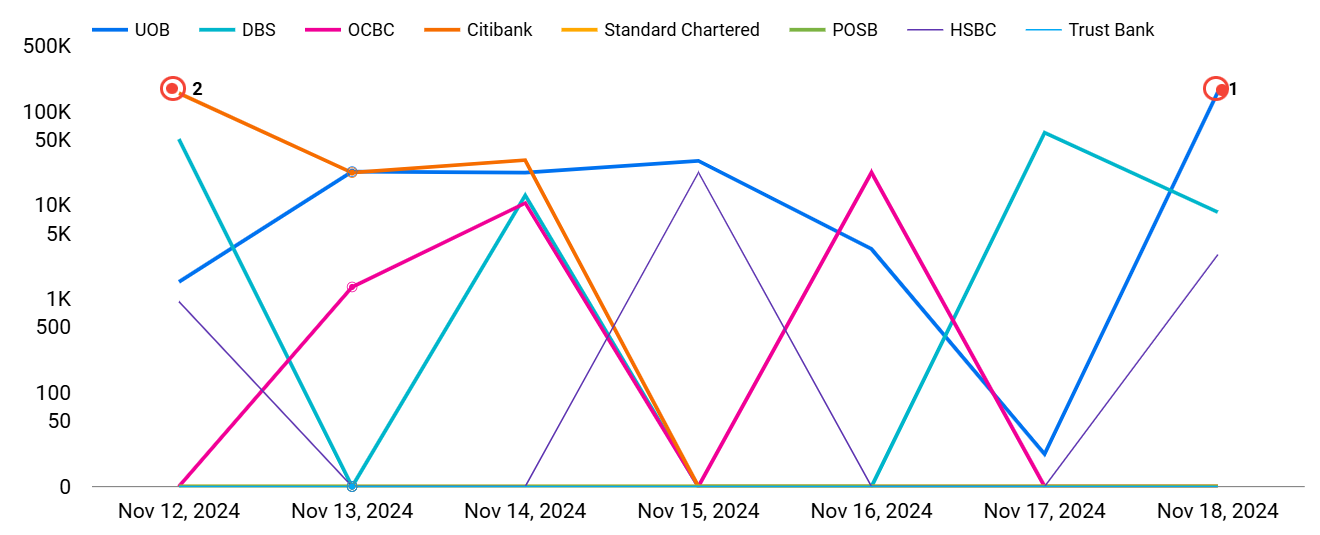 UOB DBS OCBC Citibank Standard Chartered POSB HSBC Trust Bank
500K
2
1
100K
50K
10K
5K
1K
500
100
50
0
Nov 12, 2024 Nov 13, 2024 Nov 14, 2024 Nov 15, 2024 Nov 16, 2024 Nov 17, 2024 Nov 18, 2024